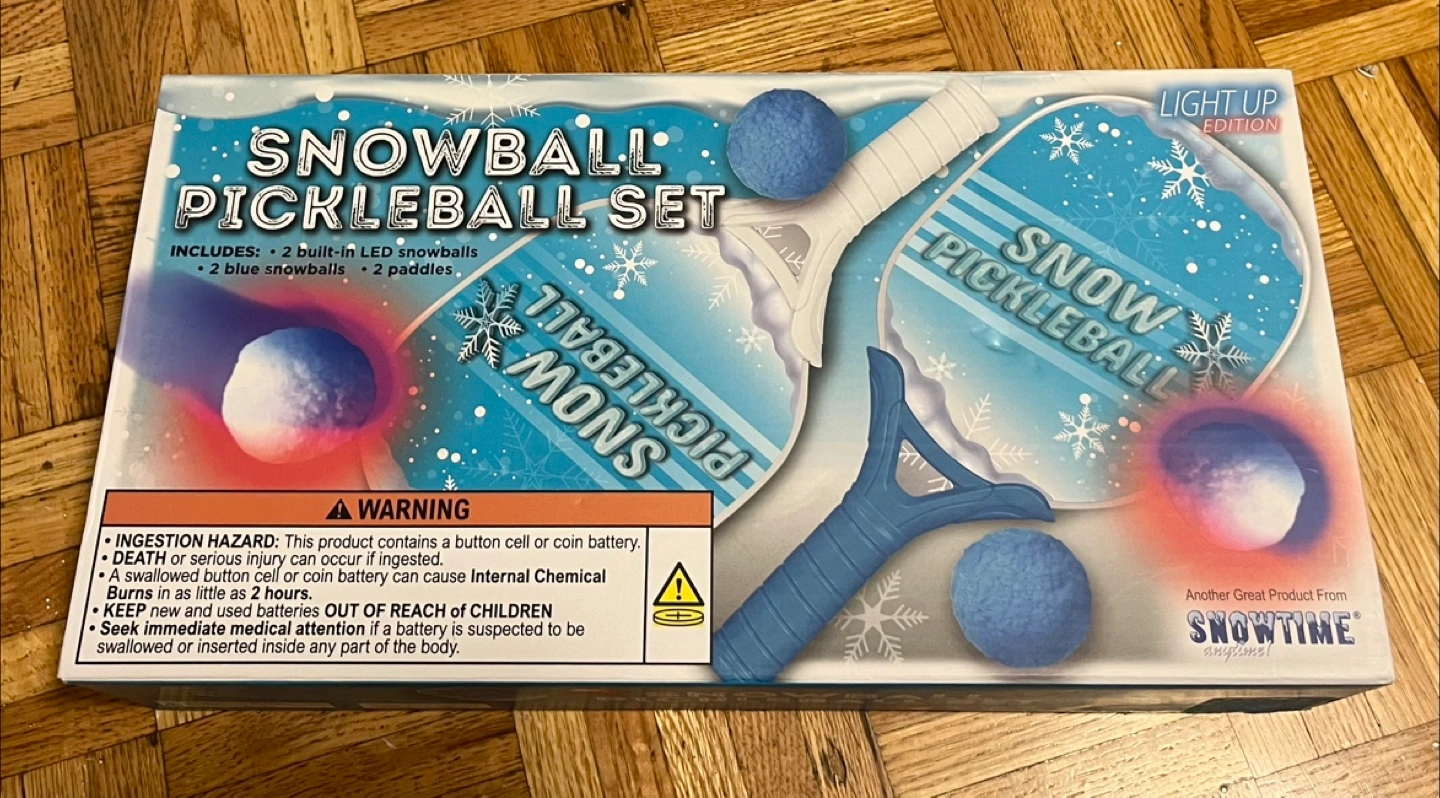 LIGHT UP
EDITION
SNOWBALL
PICKLEBALL SET
INCLUDES: • 2 built-in LED snowballs
• 2 blue snowballs • 2 paddles
SNOW
PICKLEBALL
SNOW
PICKLEBALL
WARNING
• INGESTION HAZARD: This product contains a button cell or coin battery.
• DEATH or serious injury can occur if ingested.
• A swallowed button cell or coin battery can cause Internal Chemical
Burns in as little as 2 hours.
• KEEP new and used batteries OUT OF REACH of CHILDREN
• Seek immediate medical attention if a battery is suspected to be
swallowed or inserted inside any part of the body.
Another Great Product From
SNOWTIME®
anytime!